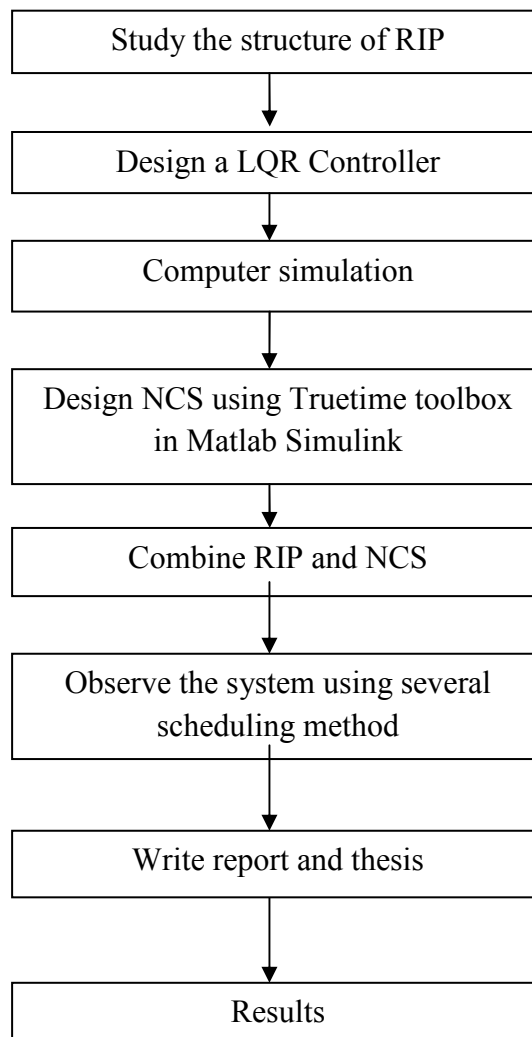 Study the structure of RIP
Design a LQR Controller
Computer simulation
Design NCS using Truetime toolbox
in Matlab Simulink
Combine RIP and NCS
Observe the system using several
scheduling method
Write report and thesis
Results